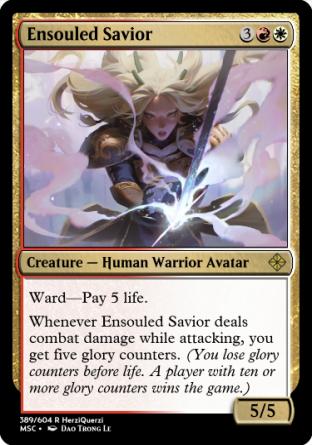 Ensouled Savior 3
Creature — Human Warrior Avatar
Ward—Pay 5 life.
Whenever Ensouled Savior deals
combat damage while attacking, you
get five glory counters. (You lose glory
counters before life. A player with ten or
more glory counters wins the game.)
5/5
389/604 R HerziQuerzi
MSC • Dao Trong Le